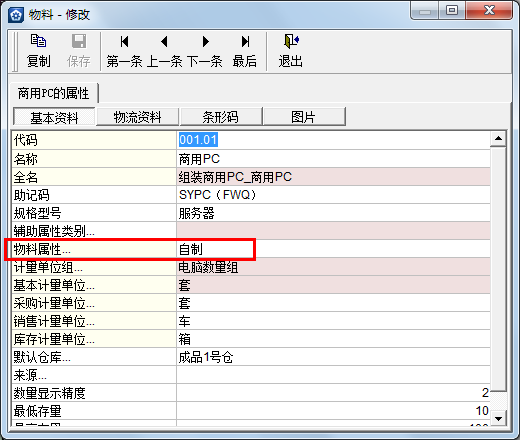 物料 - 修改
复制 保存 第一条 上一条 下一条 最后 退出
商用PC的属性
基本资料 物流资料 条形码 图片
代码 001.01
名称 商用PC
全名 组装商用PC_商用PC
助记码 SYPC（FWQ）
规格型号 服务器
辅助属性类别...
物料属性... 自制
计量单位组... 电脑数量组
基本计量单位... 套
采购计量单位... 套
销售计量单位... 车
库存计量单位... 箱
默认仓库... 成品1号仓
来源...
数量显示精度 2
最低存量 10